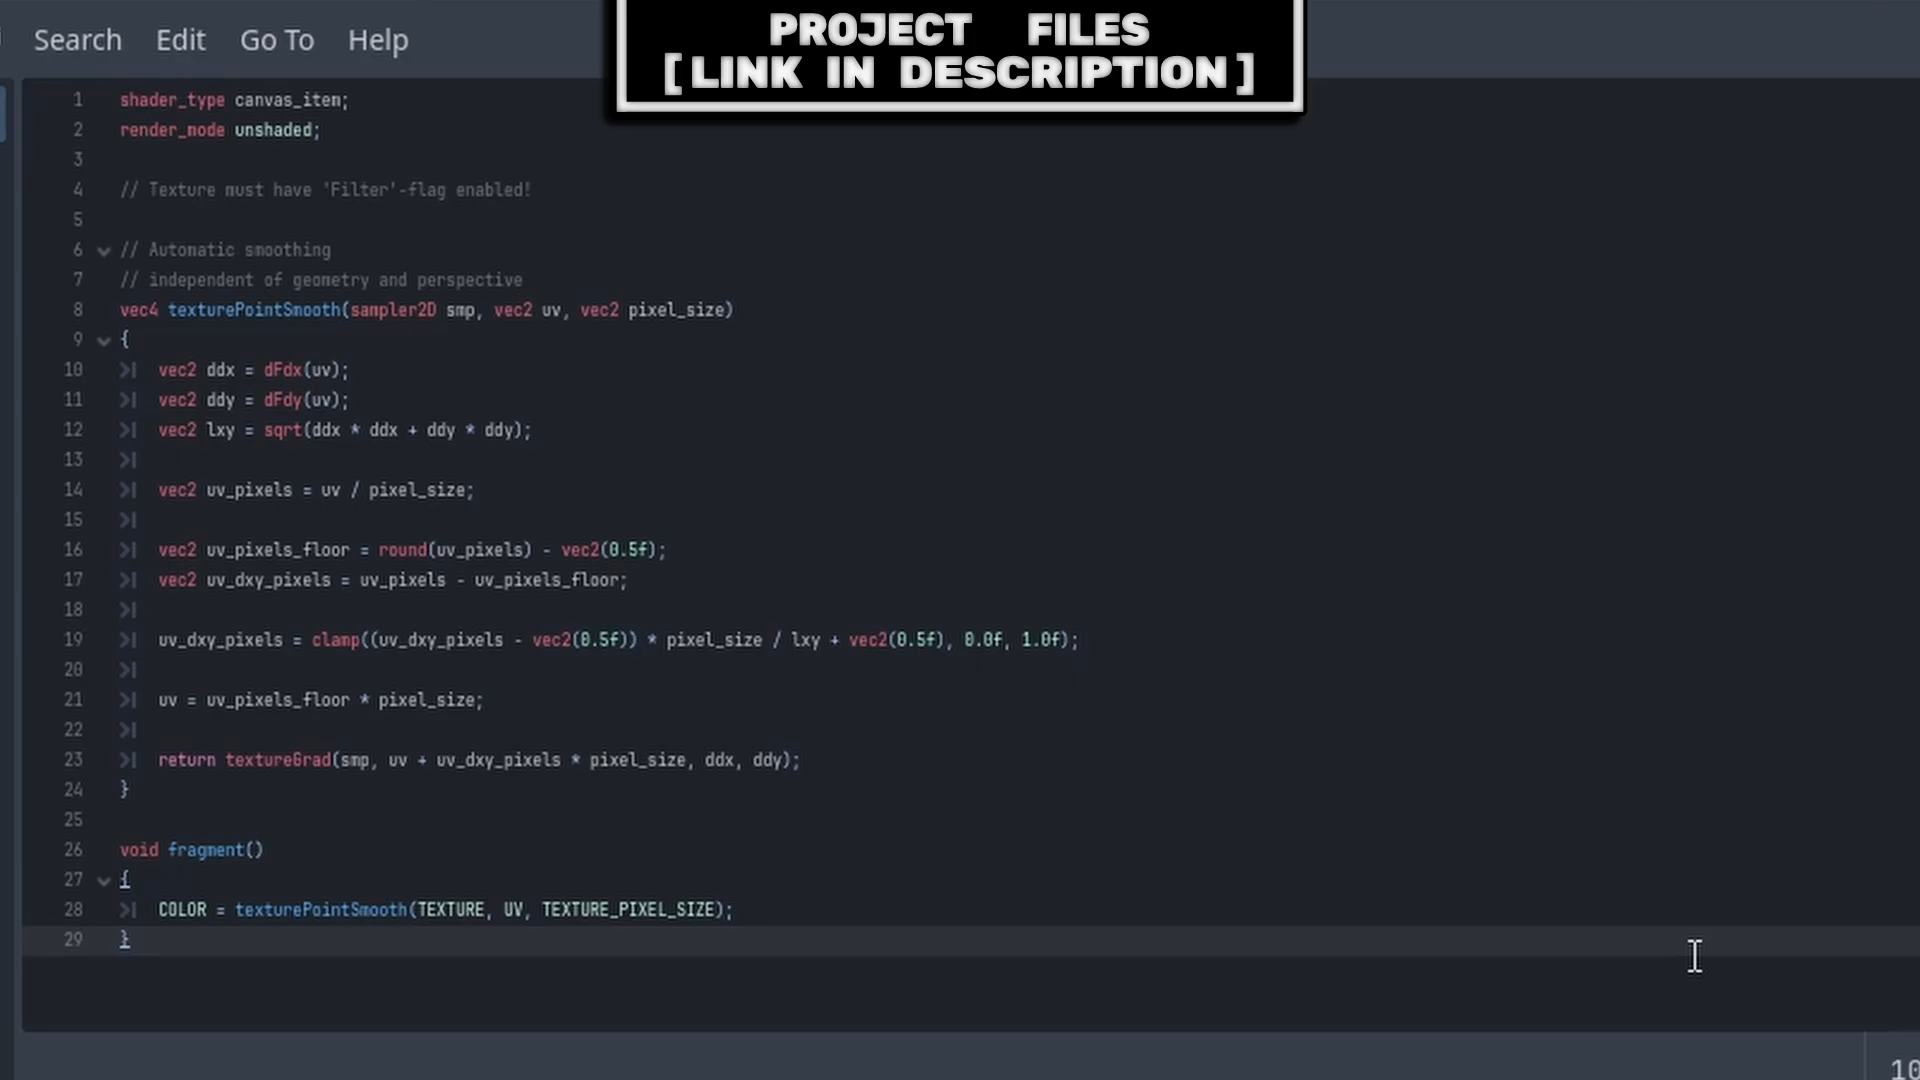 PROJECT FILES
[LINK IN DESCRIPTION]
Search Edit Go To Help
1 shader_type canvas_item;
2 render_mode unshaded;
3
4 // Texture must have 'Filter'-flag enabled!
5
6 // Automatic smoothing
7 // independent of geometry and perspective
8 vec4 texturePointSmooth(sampler2D smp, vec2 uv, vec2 pixel_size)
9 {
10 vec2 ddx = dFdx(uv);
11 vec2 ddy = dFdy(uv);
12 vec2 lxy = sqrt(ddx * ddx + ddy * ddy);
13
14 vec2 uv_pixels = uv / pixel_size;
15
16 vec2 uv_pixels_floor = round(uv_pixels) - vec2(0.5f);
17 vec2 uv_dxy_pixels = uv_pixels - uv_pixels_floor;
18
19 uv_dxy_pixels = clamp((uv_dxy_pixels - vec2(0.5f)) * pixel_size / lxy + vec2(0.5f), 0.0f, 1.0f);
20
21 uv = uv_pixels_floor * pixel_size;
22
23 return textureGrad(smp, uv + uv_dxy_pixels * pixel_size, ddx, ddy);
24 }
25
26 void fragment()
27 {
28 COLOR = texturePointSmooth(TEXTURE, UV, TEXTURE_PIXEL_SIZE);
29 }